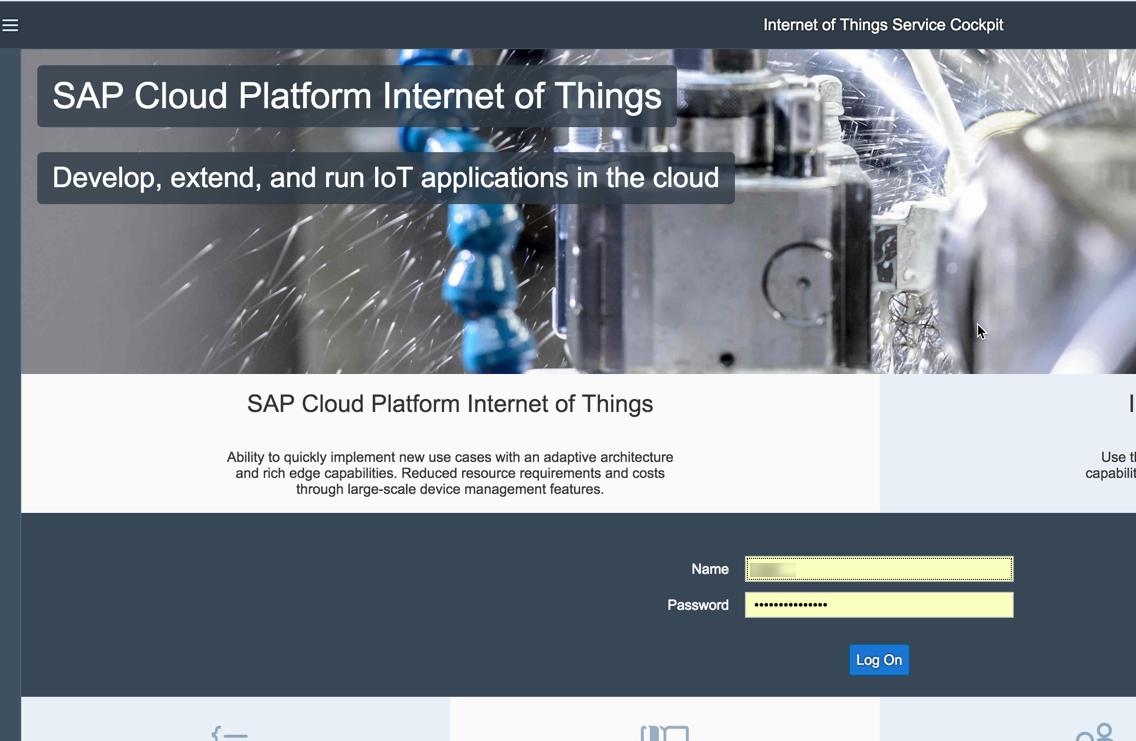 Internet of Things Service Cockpit
SAP Cloud Platform Internet of Things
Develop, extend, and run IoT applications in the cloud
SAP Cloud Platform Internet of Things
Ability to quickly implement new use cases with an adaptive architecture
and rich edge capabilities. Reduced resource requirements and costs
through large-scale device management features.
Use
Name
Password
Log On